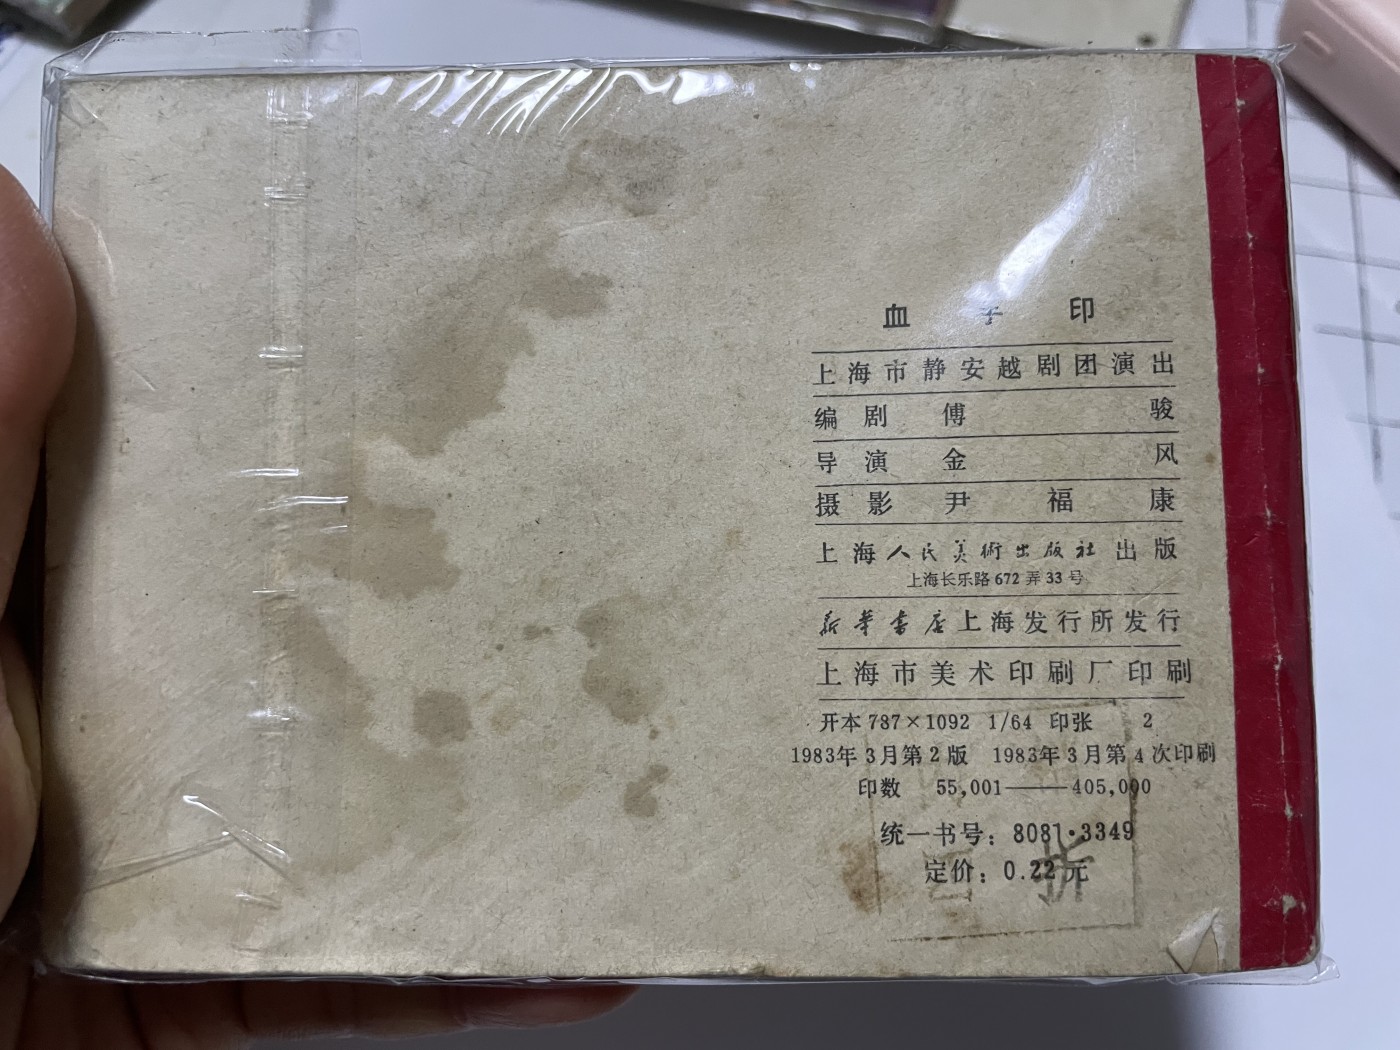 血手印
上海市静安越剧团演出
编剧 傅骏
导演 金风
摄影 尹福康
上海人民美術出版社出版
上海长乐路672弄33号
新華書店上海发行所发行
上海市美术印刷厂印刷
开本787×1092 1/64 印张 2
1983年3月第2版 1983年3月第4次印刷
印数 55,001——405,000
统一书号：8081·3349
定价：0.22元
折